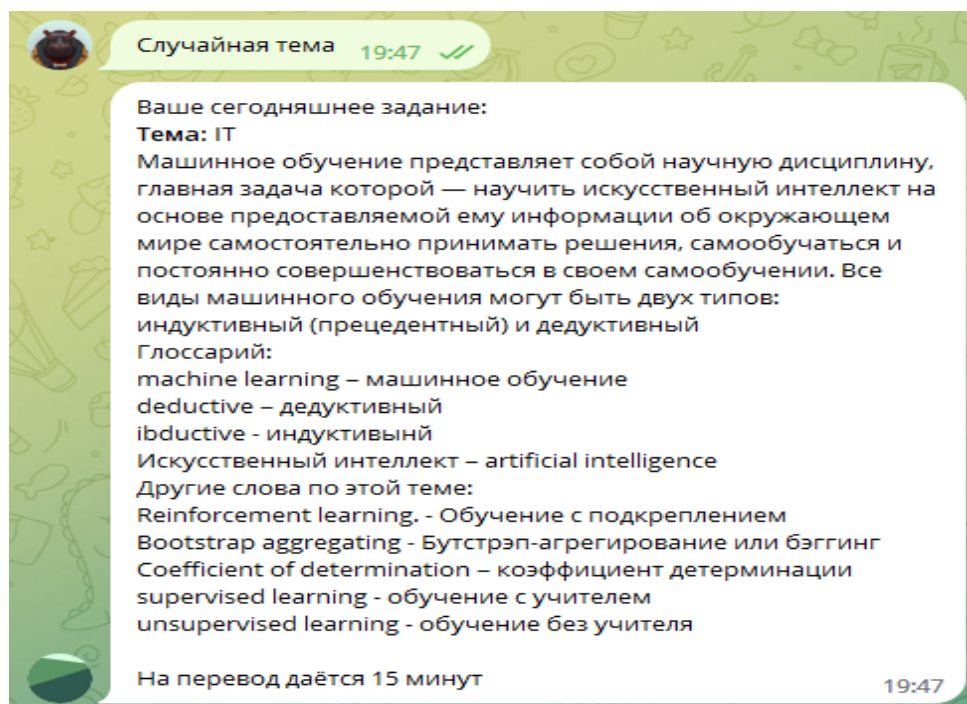 Случайная тема 19:47
Ваше сегодняшнее задание:
Тема: IT
Машинное обучение представляет собой научную дисциплину,
главная задача которой — научить искусственный интеллект на
основе предоставляемой ему информации об окружающем
мире самостоятельно принимать решения, самообучаться и
постоянно совершенствоваться в своем самообучении. Все
виды машинного обучения могут быть двух типов:
индуктивный (прецедентный) и дедуктивный
Глоссарий:
machine learning – машинное обучение
deductive – дедуктивный
ibductive - индуктивынй
Искусственный интеллект – artificial intelligence
Другие слова по этой теме:
Reinforcement learning. - Обучение с подкреплением
Bootstrap aggregating - Бутстрэп-агрегирование или бэггинг
Coefficient of determination – коэффициент детерминации
supervised learning - обучение с учителем
unsupervised learning - обучение без учителя
На перевод даётся 15 минут
19:47